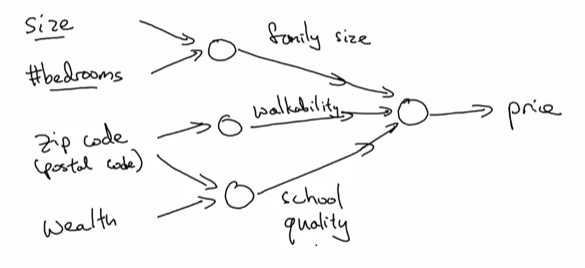 size
#bedrooms
zip code
(postal code)
wealth
family size
walkability
school
quality
price